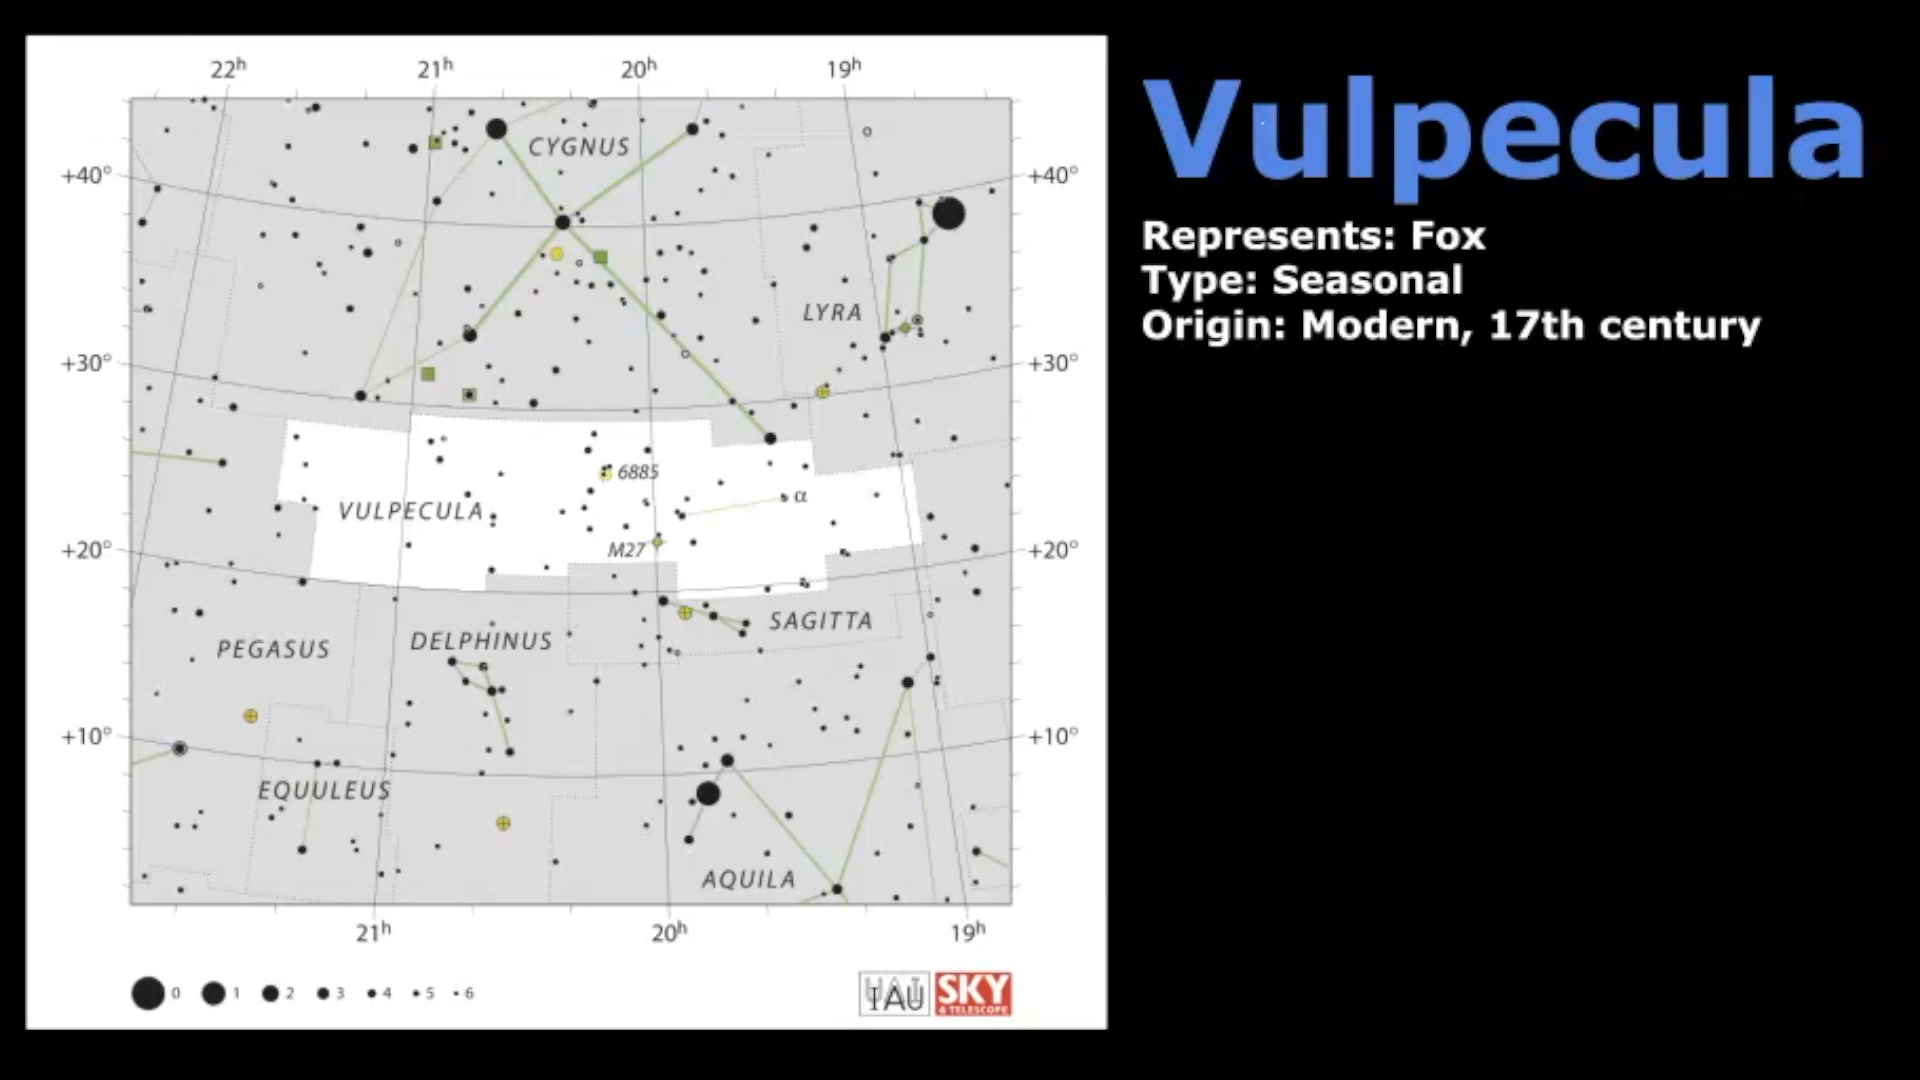 Vulpecula
Represents: Fox
Type: Seasonal
Origin: Modern, 17th century
22h 21h 20h 19h
CYGNUS
+40° +40°
LYRA
+30° +30°
6885
α
VULPECULA
M27
+20° +20°
SAGITTA
DELPHINUS
PEGASUS
+10° +10°
EQUULEUS
AQUILA
21h 20h 19h
0 1 2 3 4 5 6
IAU
SKY
& TELESCOPE